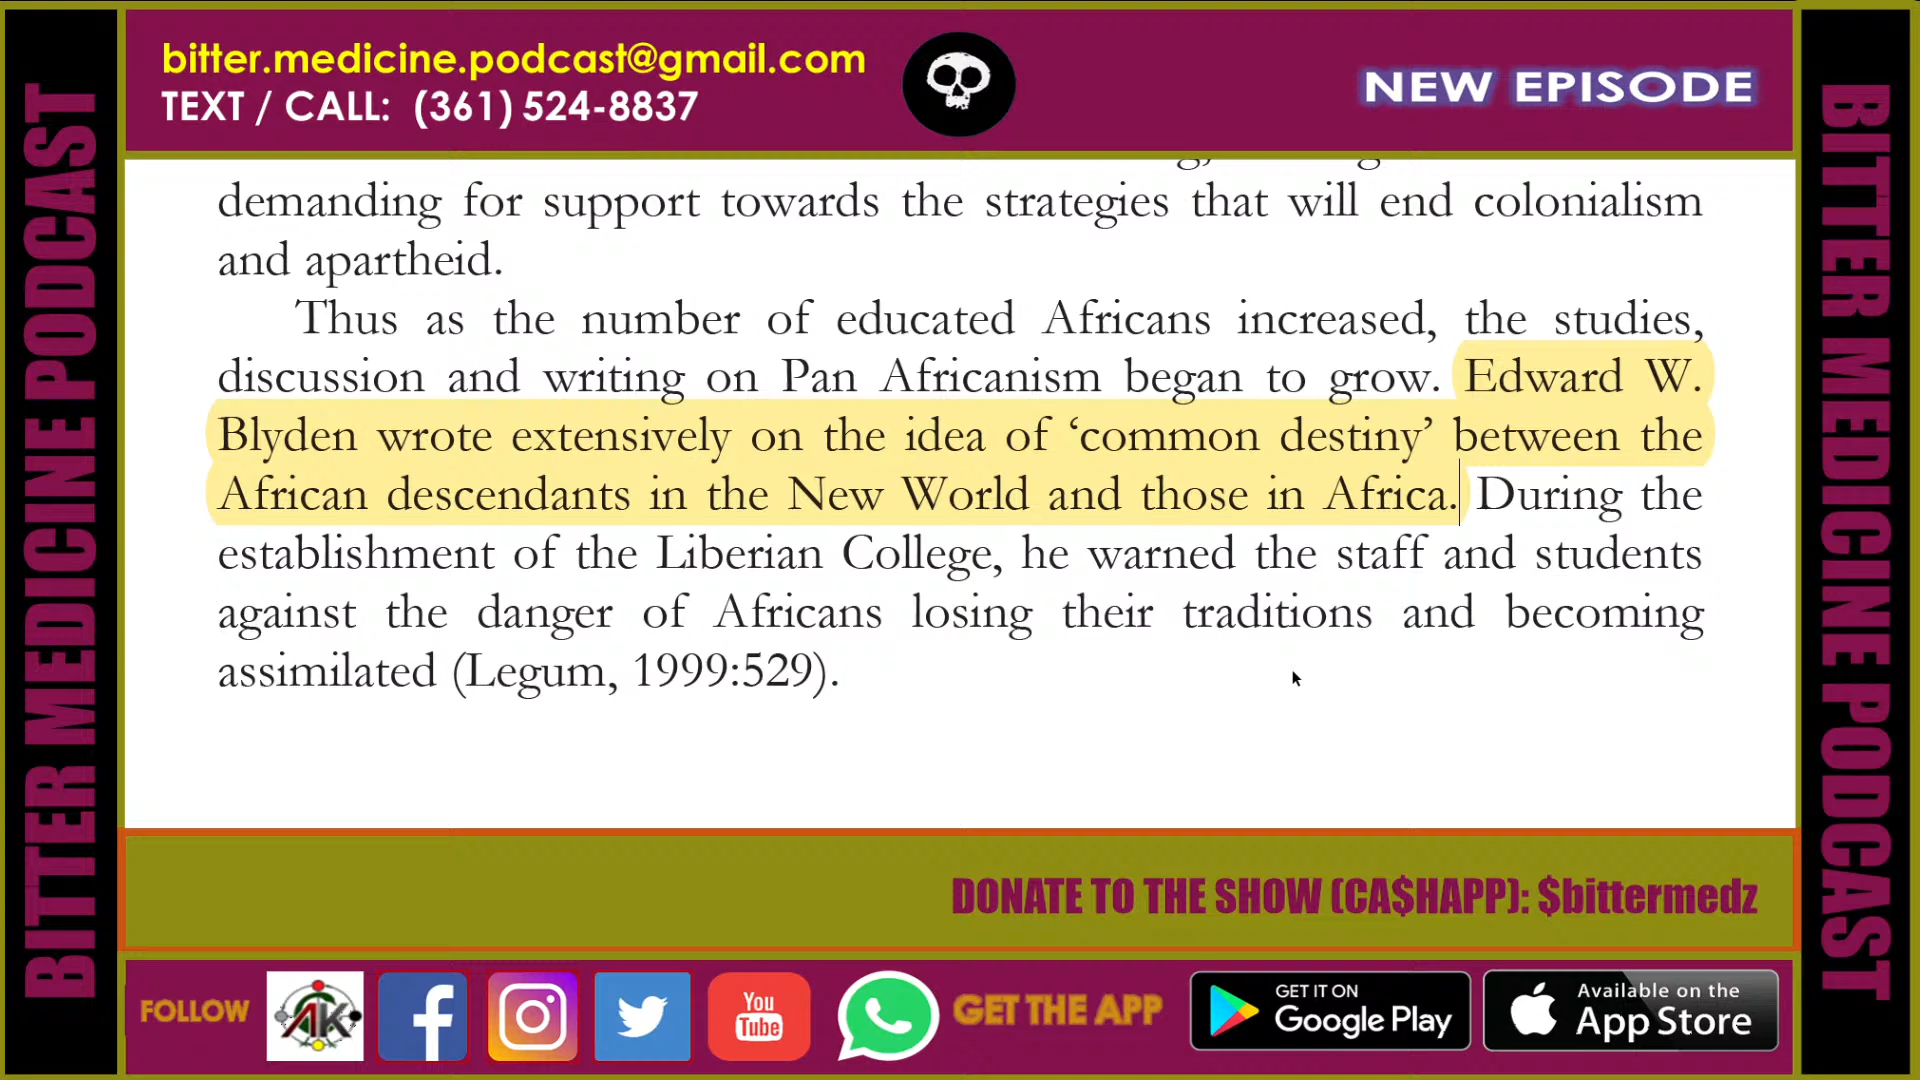 bitter.medicine.podcast@gmail.com
TEXT / CALL: (361) 524-8837
NEW EPISODE
BITTER MEDICINE PODCAST
demanding for support towards the strategies that will end colonialism
and apartheid.
Thus as the number of educated Africans increased, the studies,
discussion and writing on Pan Africanism began to grow. Edward W.
Blyden wrote extensively on the idea of ‘common destiny’ between the
African descendants in the New World and those in Africa. During the
establishment of the Liberian College, he warned the staff and students
against the danger of Africans losing their traditions and becoming
assimilated (Legum, 1999:529).
BITTER MEDICINE PODCAST
DONATE TO THE SHOW (CA$HAPP): $bittermedz
FOLLOW
AK
You
Tube
GET THE APP
GET IT ON
Google Play
Available on the
App Store